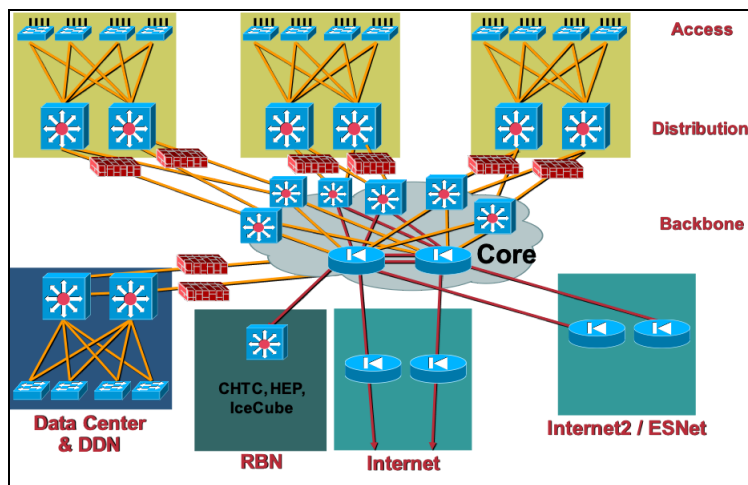 Access
Distribution
Backbone
Core
CHTC, HEP,
IceCube
Data Center
& DDN
RBN
Internet
Internet2 / ESNet